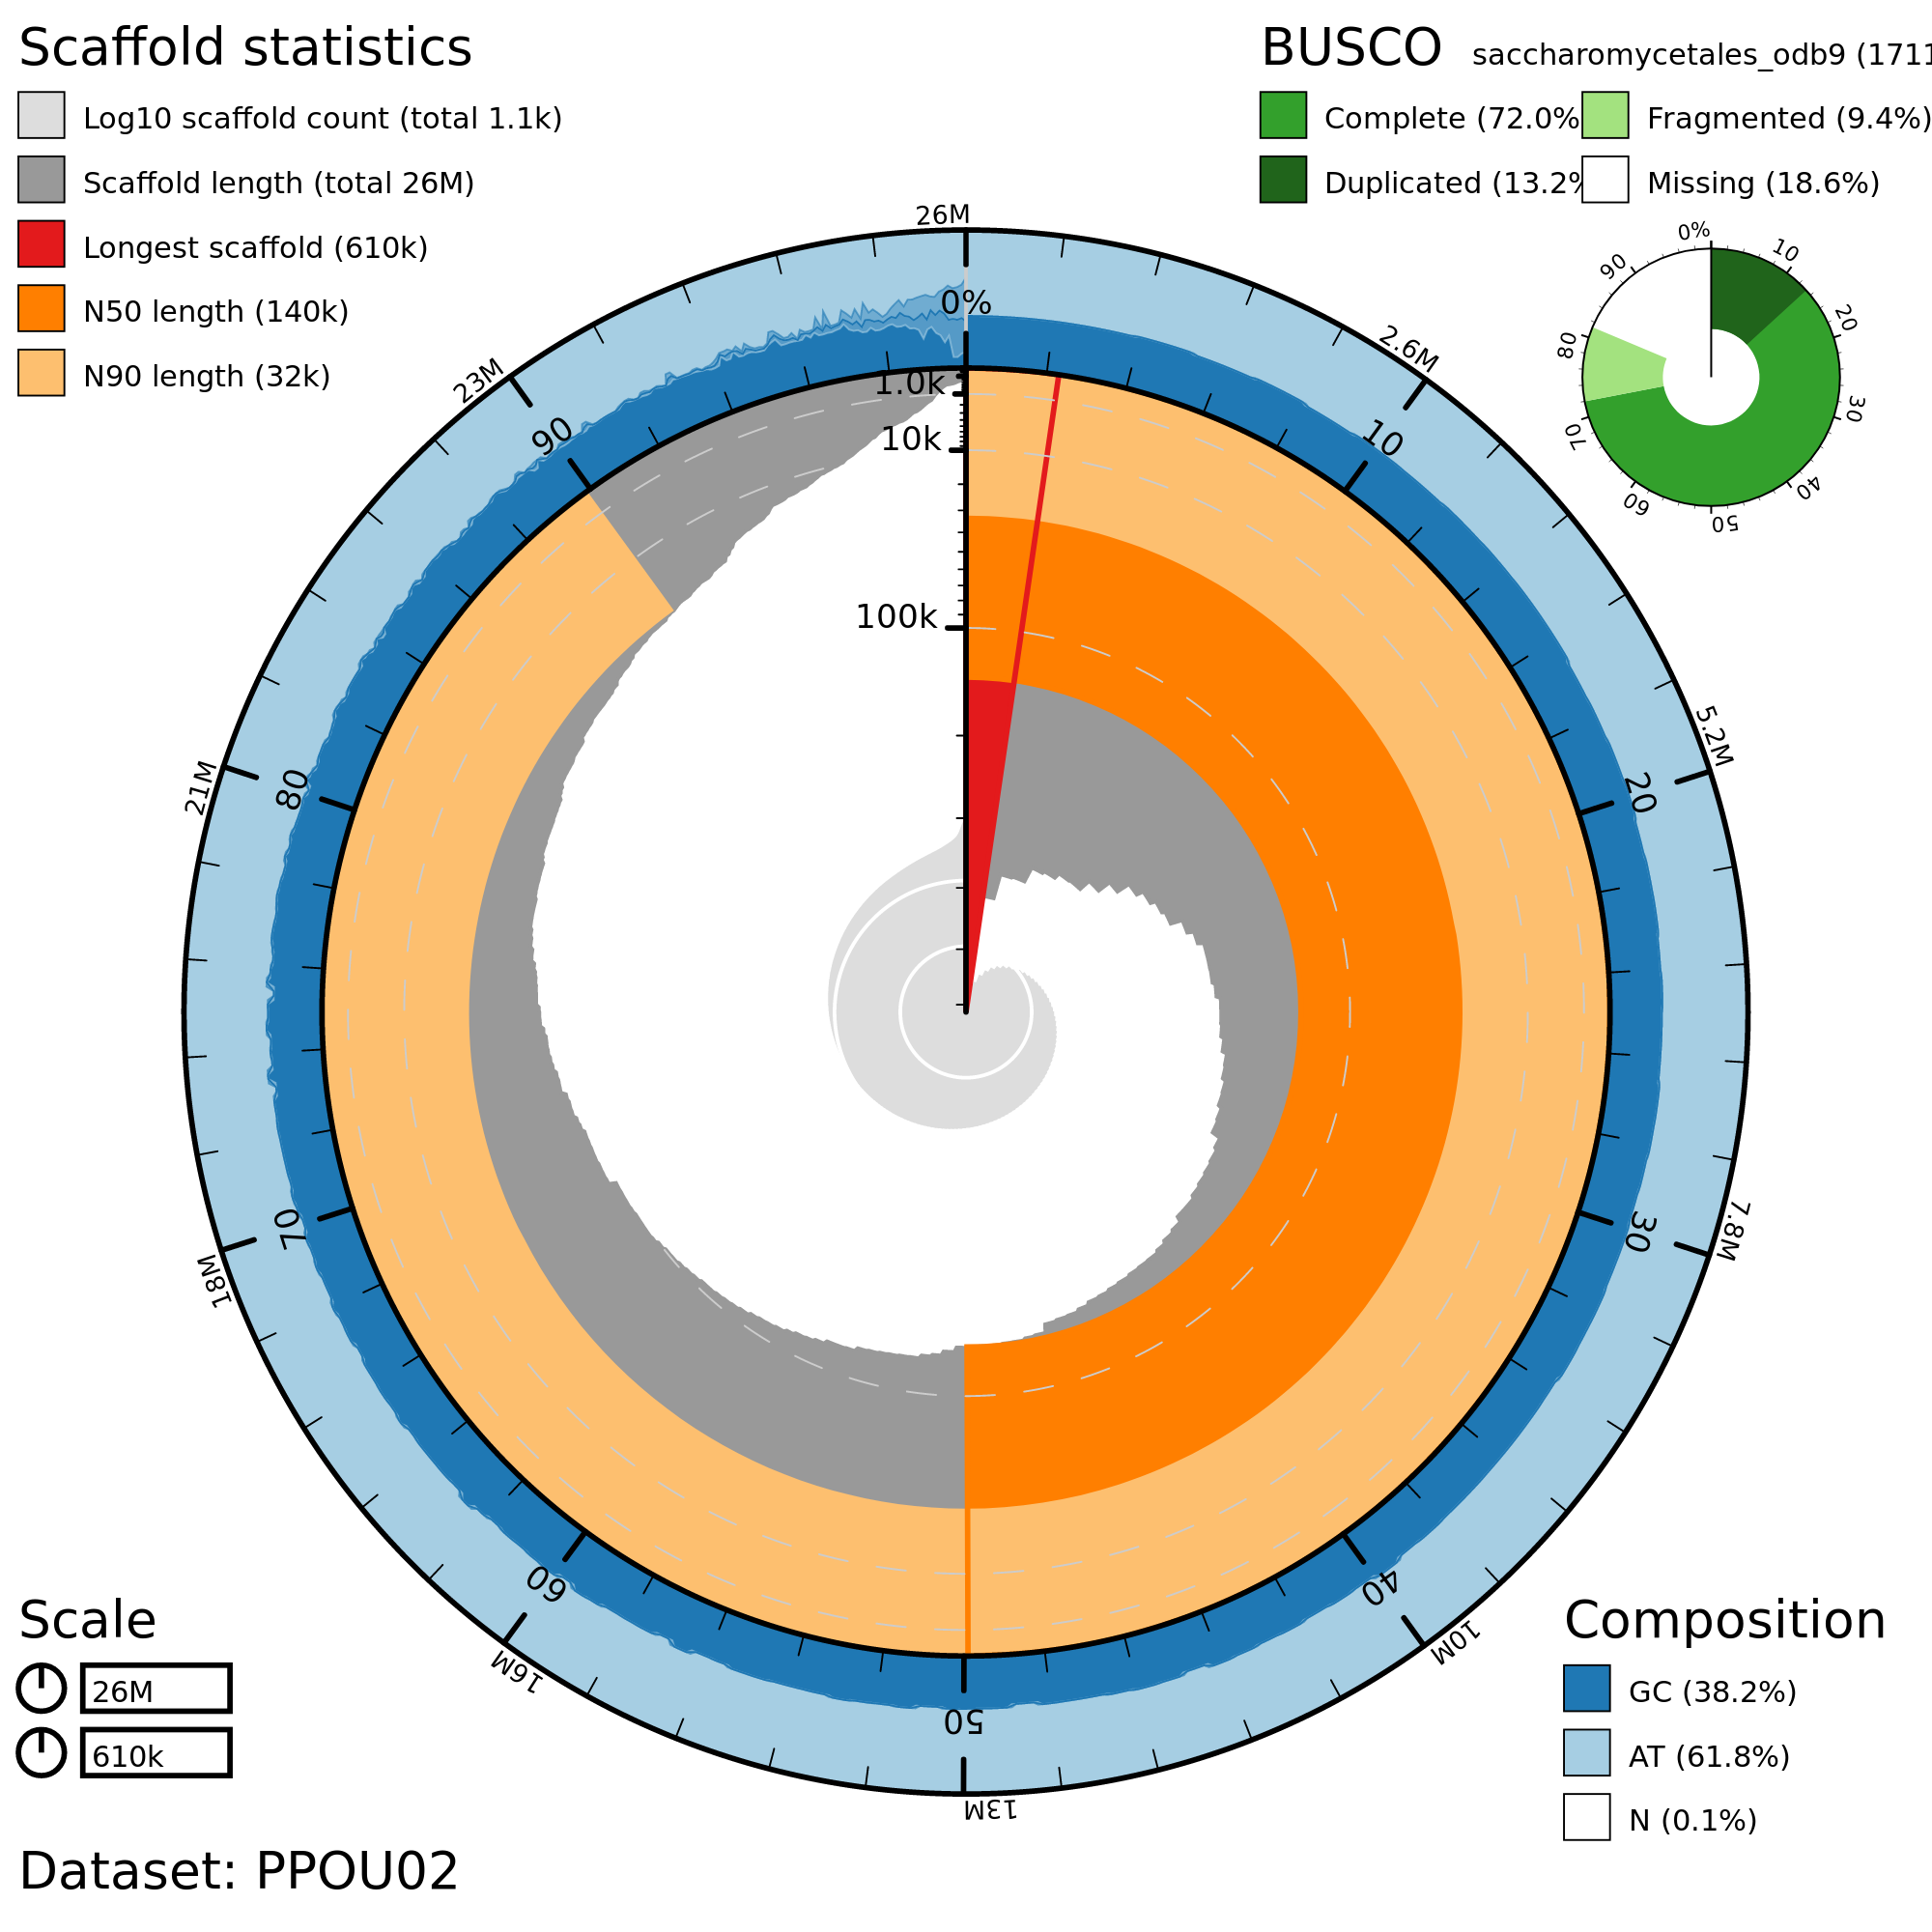 Scaffold statistics
Log10 scaffold count (total 1.1k)
Scaffold length (total 26M)
Longest scaffold (610k)
N50 length (140k)
N90 length (32k)
BUSCO saccharomycetales_odb9 (1711
Complete (72.0% Fragmented (9.4%)
Duplicated (13.2% Missing (18.6%)
0%
10
20
30
40
50
60
70
80
90
26M
2.6M
5.2M
7.8M
10M
13M
16M
18M
21M
23M
0%
10
20
30
40
50
60
70
80
90
1.0k
10k
100k
Scale
26M
610k
Composition
GC (38.2%)
AT (61.8%)
N (0.1%)
Dataset: PPOU02